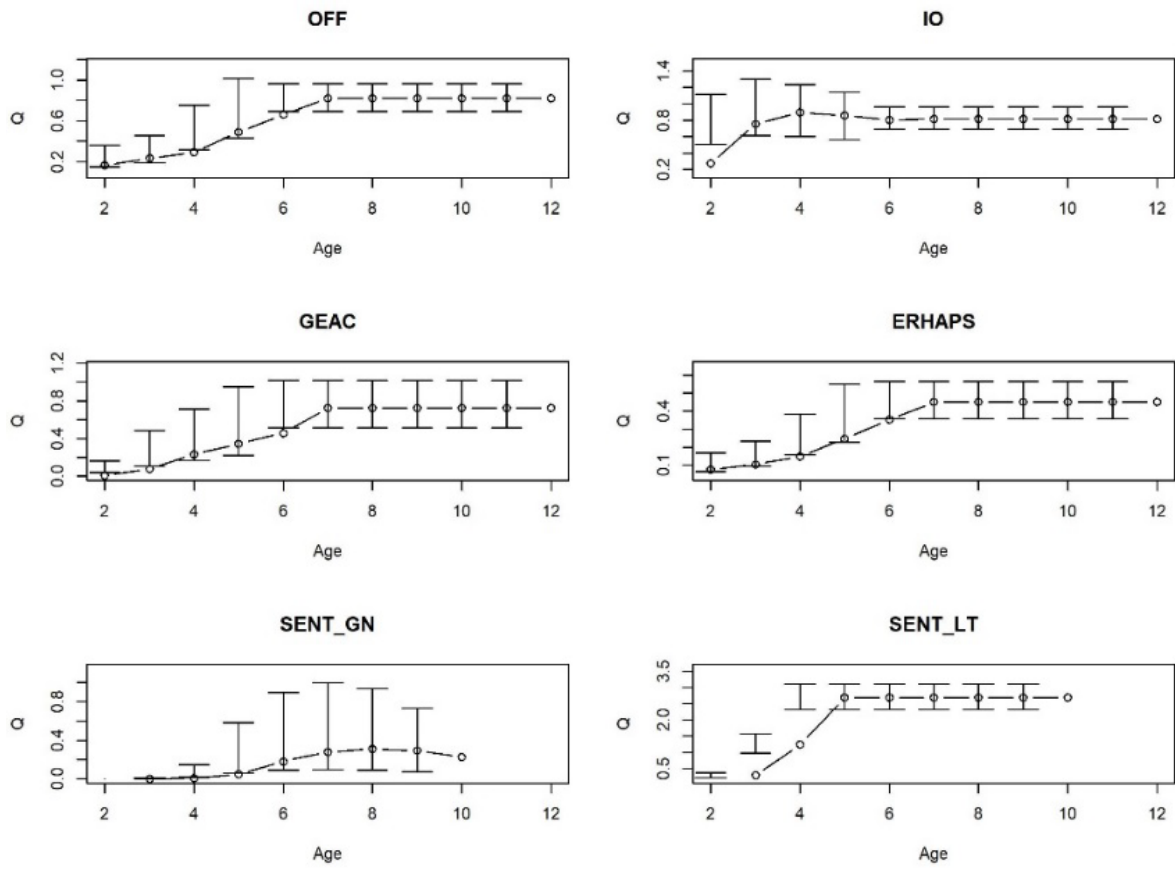 OFF
Q
0.2 0.6 1.0
2 4 6 8 10 12
Age
IO
Q
0.2 0.8 1.4
2 4 6 8 10 12
Age
GEAC
Q
0.0 0.4 0.8 1.2
2 4 6 8 10 12
Age
ERHAPS
Q
0.1 0.4
2 4 6 8 10 12
Age
SENT_GN
Q
0.0 0.4 0.8
2 4 6 8 10 12
Age
SENT_LT
Q
0.5 2.0 3.5
2 4 6 8 10 12
Age